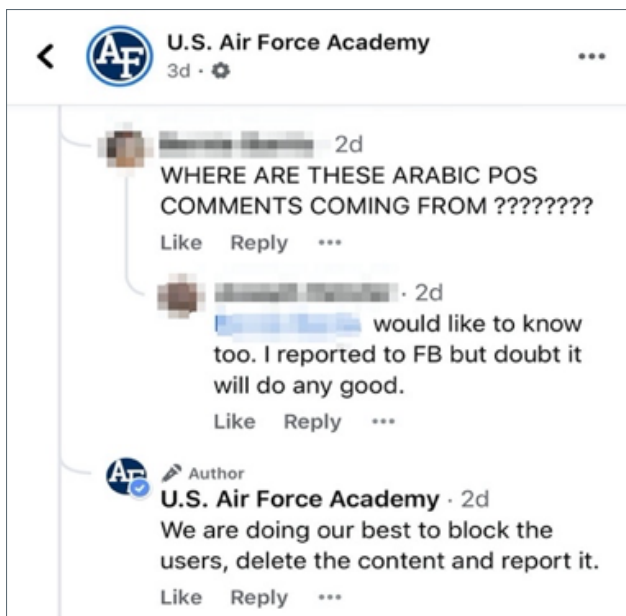 AF
U.S. Air Force Academy
3d ·
...
2d
WHERE ARE THESE ARABIC POS
COMMENTS COMING FROM ????????
Like Reply ...
· 2d
would like to know
too. I reported to FB but doubt it
will do any good.
Like Reply ...
AF
Author
U.S. Air Force Academy · 2d
We are doing our best to block the
users, delete the content and report it.
Like Reply ...